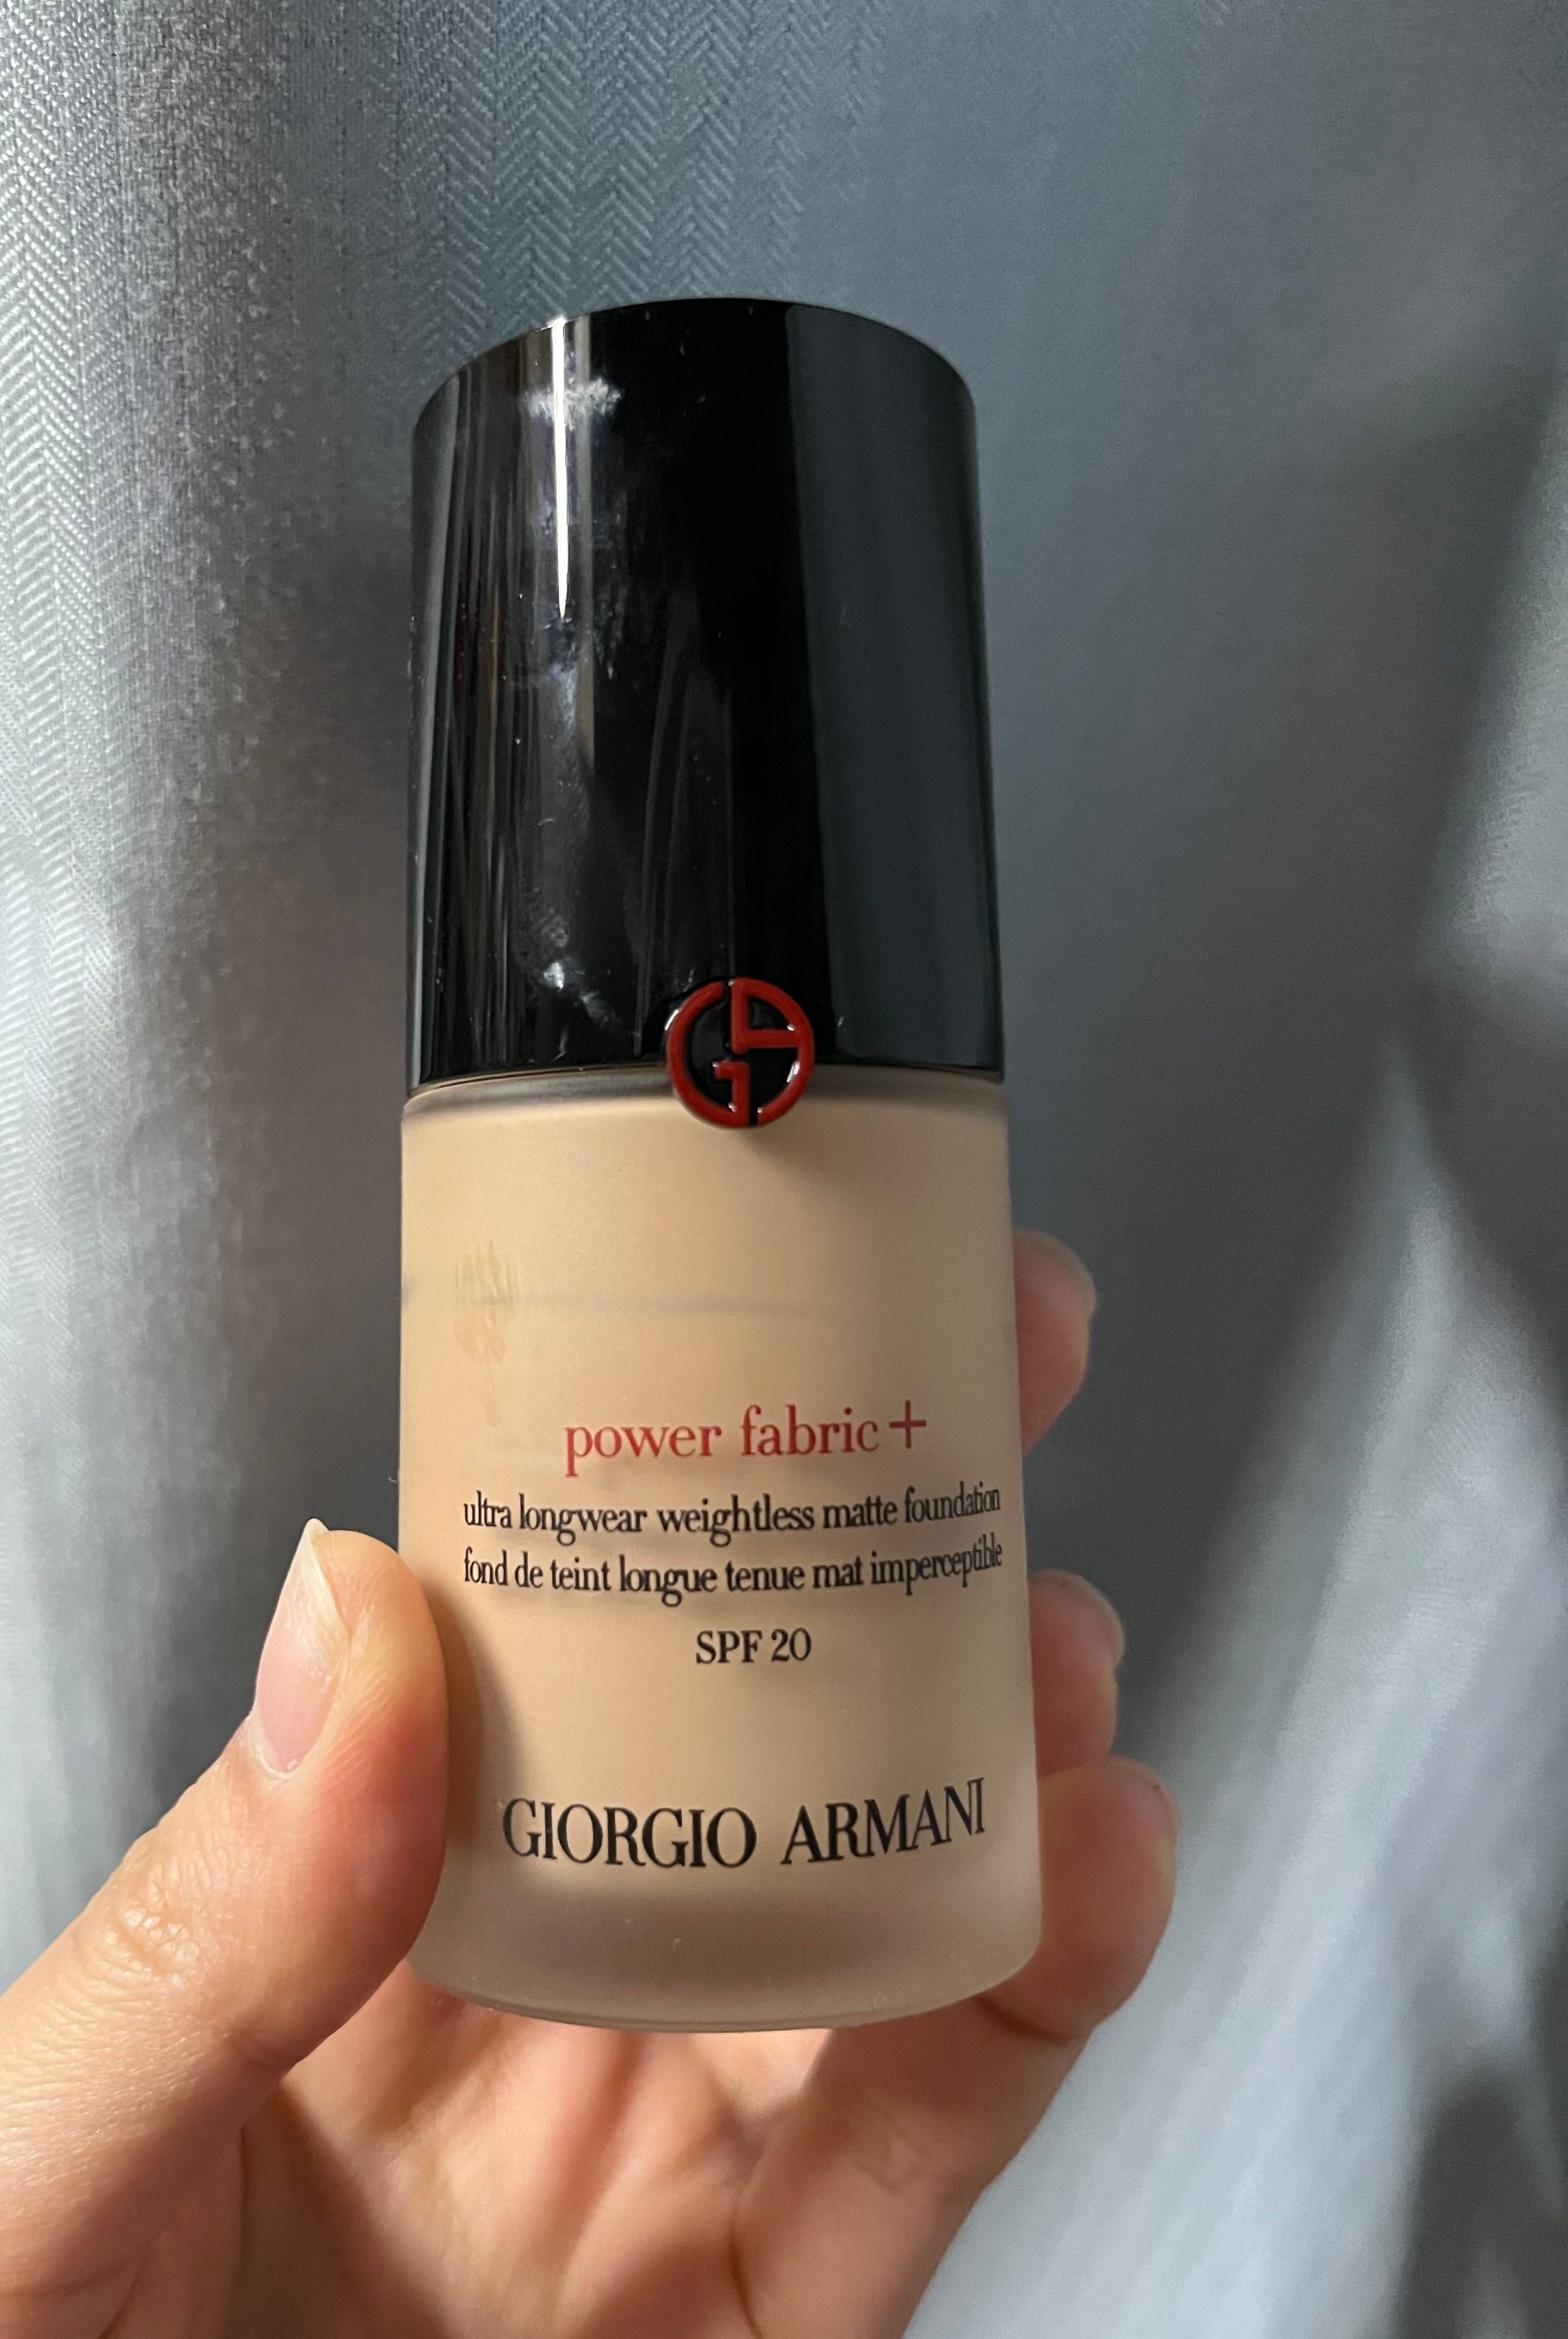 power fabric+
ultra longwear weightless matte foundation
fond de teint longue tenue mat imperceptible
SPF 20
GIORGIO ARMANI